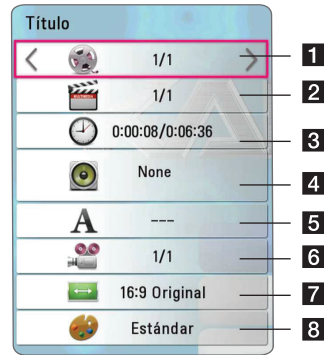 Título
1/1 1
1/1 2
0:00:08/0:06:36 3
None 4
A --- 5
1/1 6
16:9 Original 7
Estándar 8